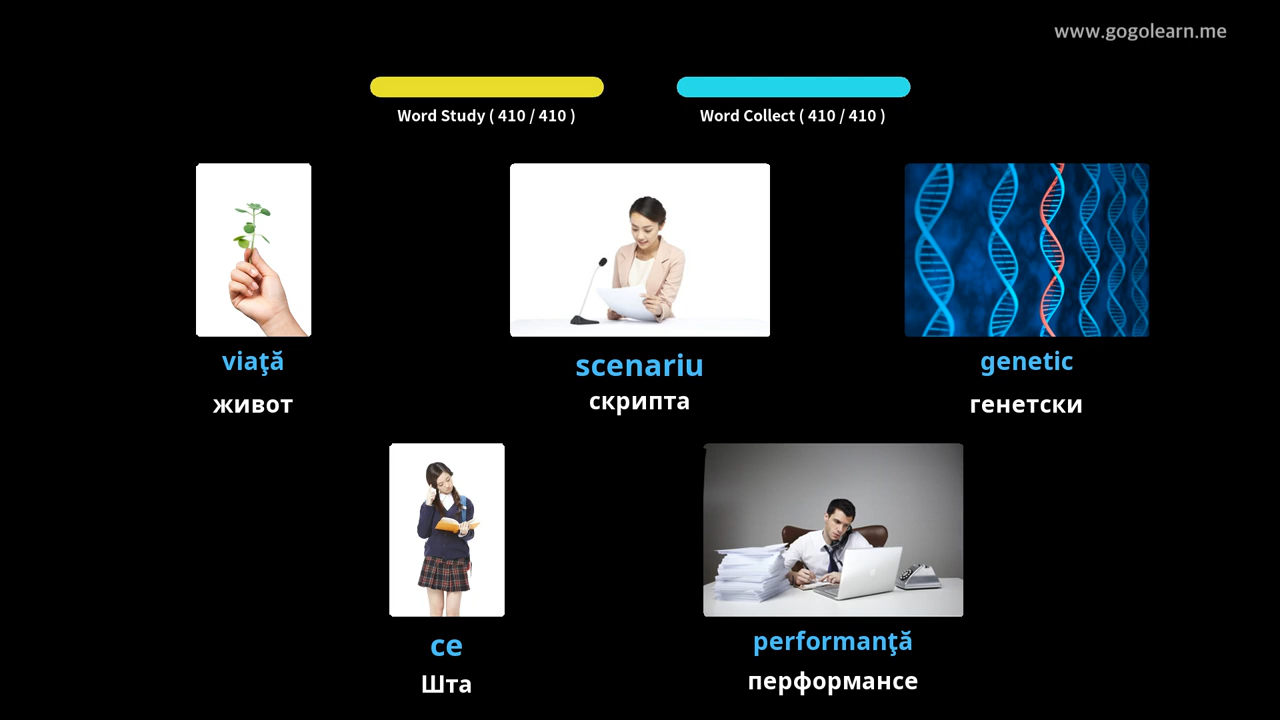 www.gogolearn.me
Word Study ( 410 / 410 )
Word Collect ( 410 / 410 )
viaţă
живот
scenariu
скрипта
genetic
генетски
ce
Шта
performanţă
перформансе